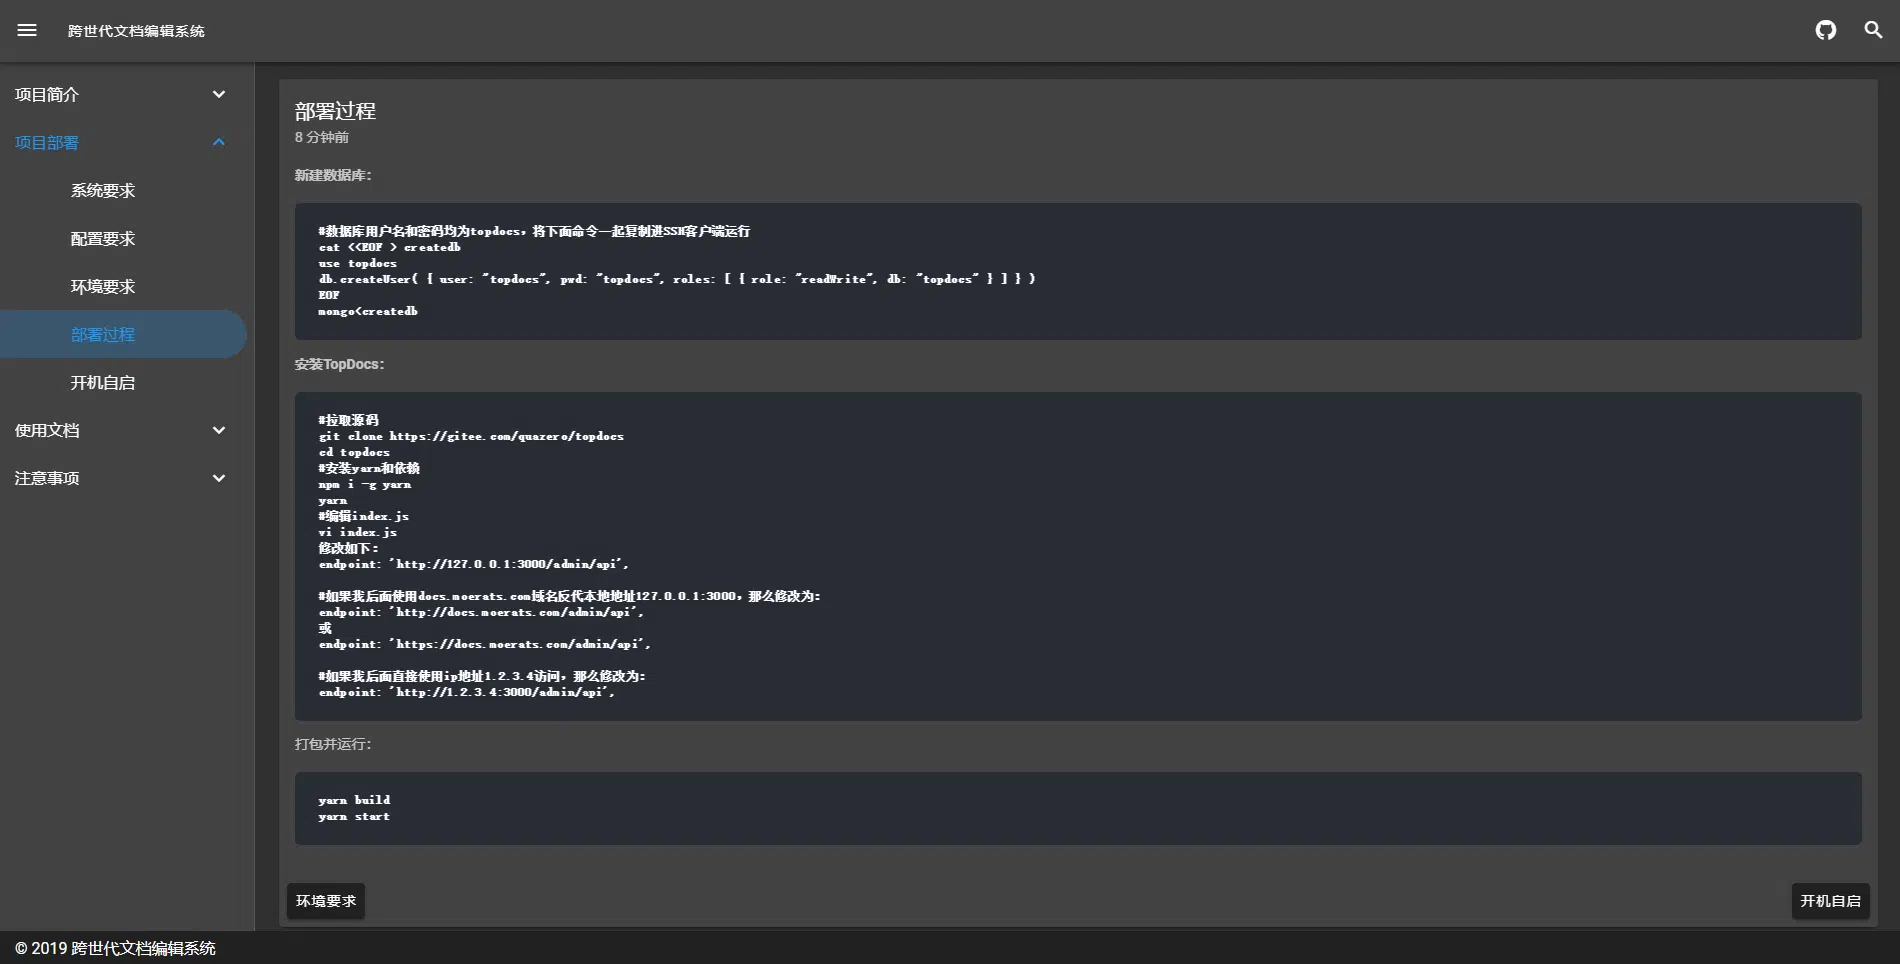 跨世代文档编辑系统
项目简介
项目部署
系统要求
配置要求
环境要求
部署过程
开机自启
使用文档
注意事项
部署过程
8 分钟前
新建数据库：
#数据库用户名和密码均为topdocs，将下面命令一起复制进SSH客户端运行
cat <<EOF > createdb
use topdocs
db.createUser( { user: "topdocs", pwd: "topdocs", roles: [ { role: "readWrite", db: "topdocs" } ] } )
EOF
mongo<createdb
安装TopDocs：
#拉取源码
git clone https://gitee.com/quazero/topdocs
cd topdocs
#安装yarn和依赖
npm i -g yarn
yarn
#编辑index.js
vi index.js
修改如下：
endpoint: 'http://127.0.0.1:3000/admin/api',
#如果我后面使用docs.moerats.com域名反代本地地址127.0.0.1:3000，那么修改为：
endpoint: 'http://docs.moerats.com/admin/api',
或
endpoint: 'https://docs.moerats.com/admin/api',
#如果我后面直接使用ip地址1.2.3.4访问，那么修改为：
endpoint: 'http://1.2.3.4:3000/admin/api',
打包并运行：
yarn build
yarn start
环境要求
开机自启
© 2019 跨世代文档编辑系统